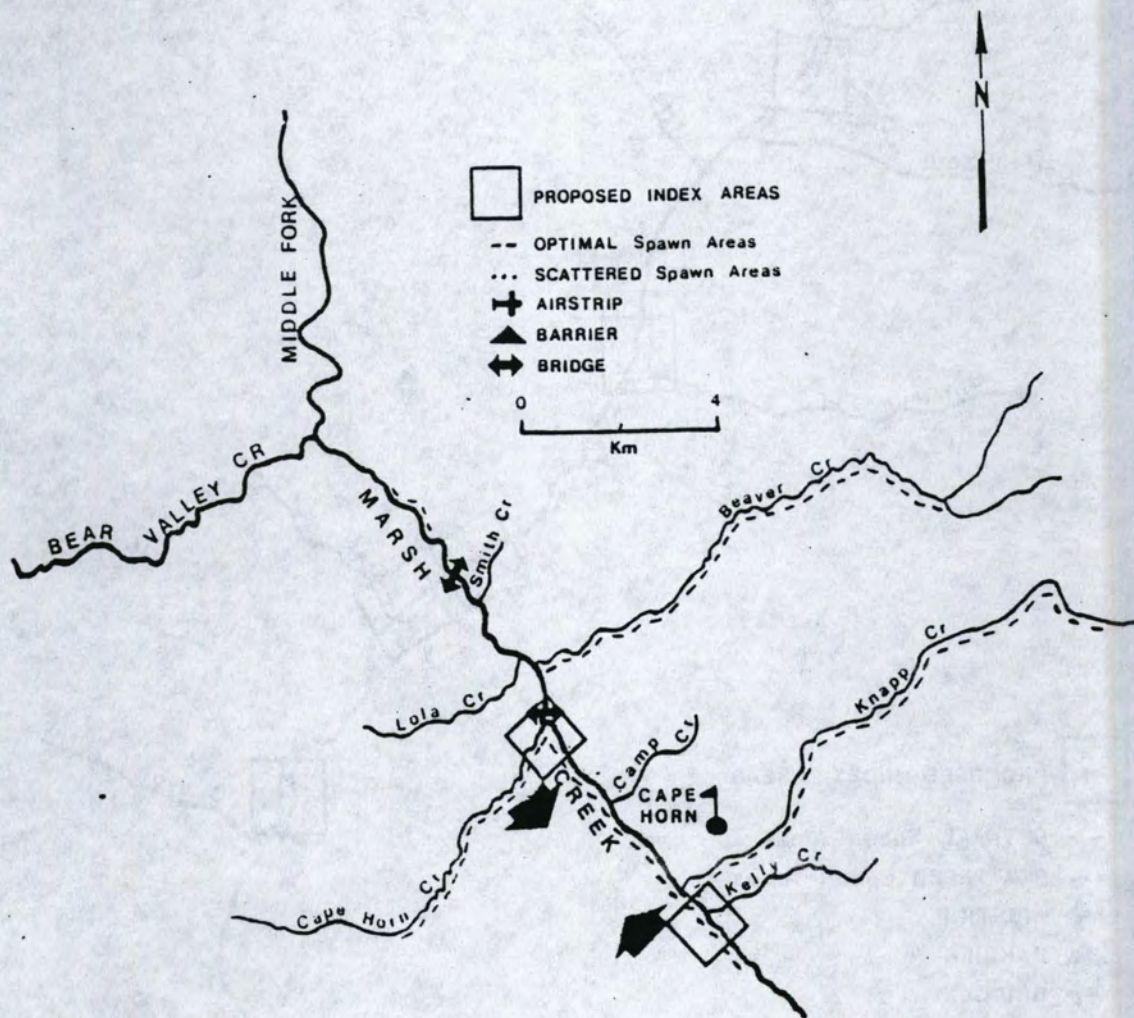 N
PROPOSED INDEX AREAS
-- OPTIMAL Spawn Areas
... SCATTERED Spawn Areas
AIRSTRIP
BARRIER
BRIDGE
0 4
Km
MIDDLE FORK
BEAR VALLEY CR
MARSH
Smith Cr
Beaver Cr
Knapp Cr
Lola Cr
Camp Cr
CREEK
CAPE
HORN
Kelly Cr
Cape Horn Cr